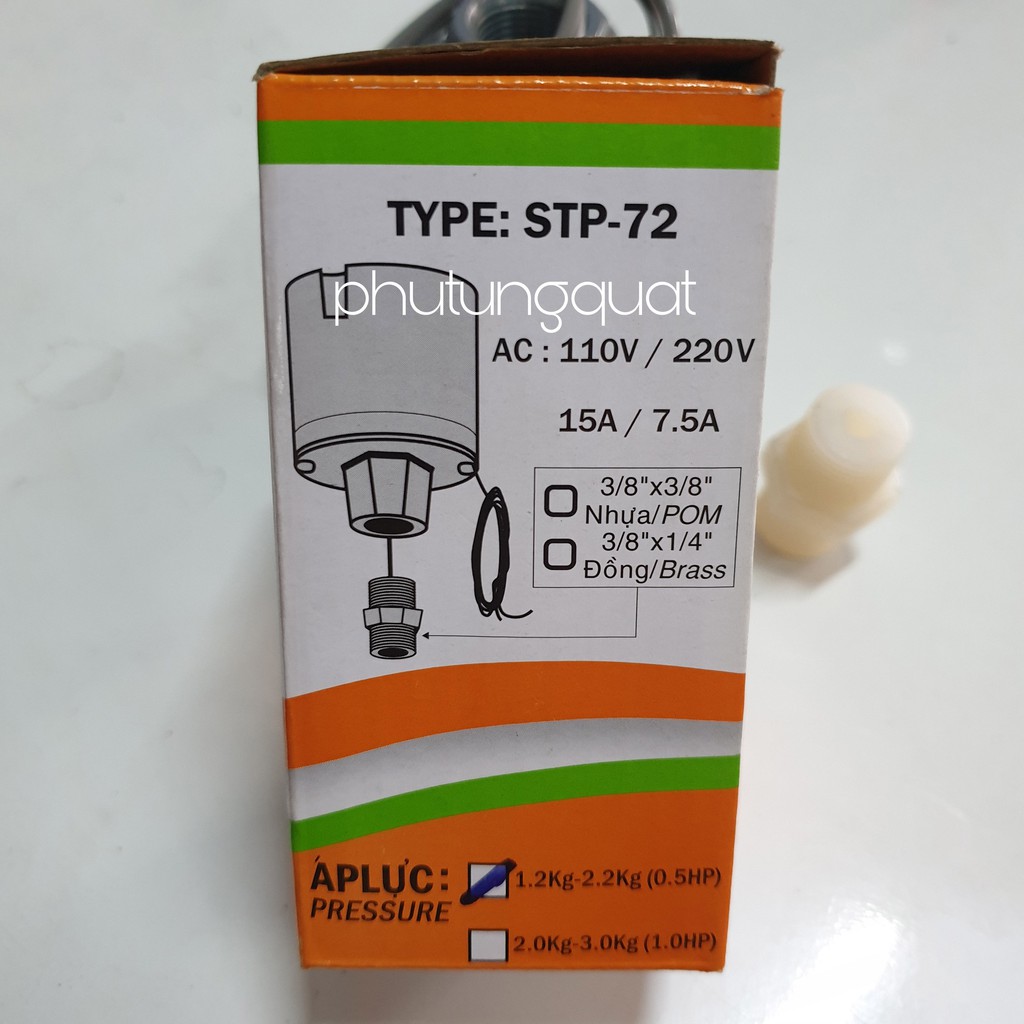 TYPE: STP-72
phutungquat
AC : 110V / 220V
15A / 7.5A
3/8"x3/8"
Nhựa/POM
3/8"x1/4"
Đồng/Brass
ÁPLỰC: 1.2Kg-2.2Kg (0.5HP)
PRESSURE
2.0Kg-3.0Kg (1.0HP)